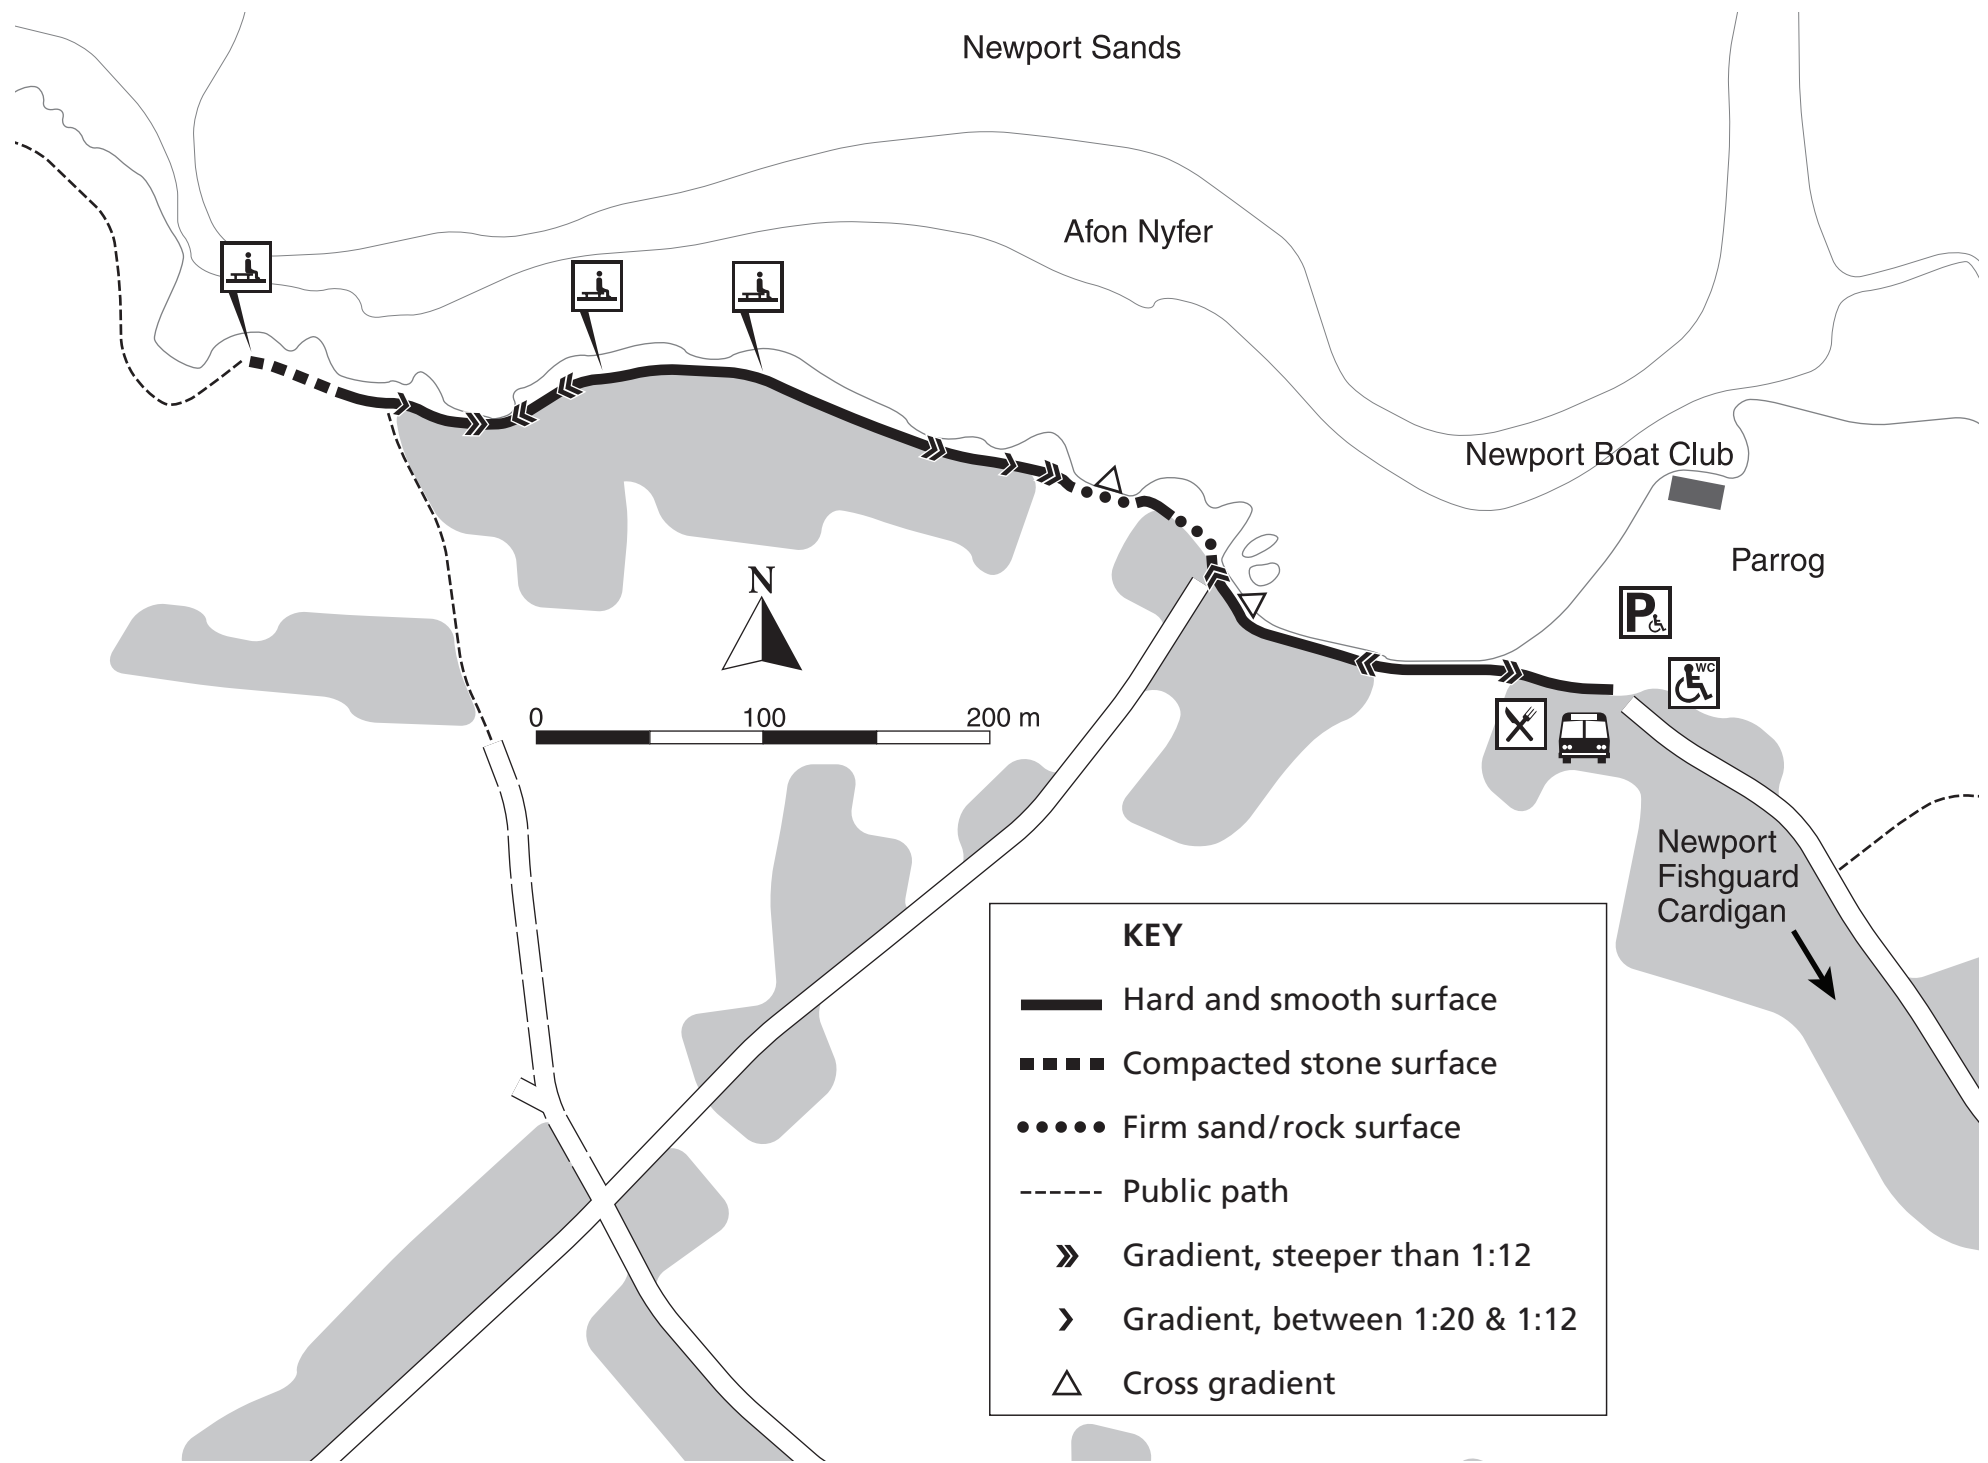 Newport Sands
Afon Nyfer
Newport Boat Club
Parrog
P
WC
N
0 100 200 m
Newport
Fishguard
Cardigan
KEY
Hard and smooth surface
Compacted stone surface
Firm sand/rock surface
Public path
Gradient, steeper than 1:12
Gradient, between 1:20 & 1:12
Cross gradient